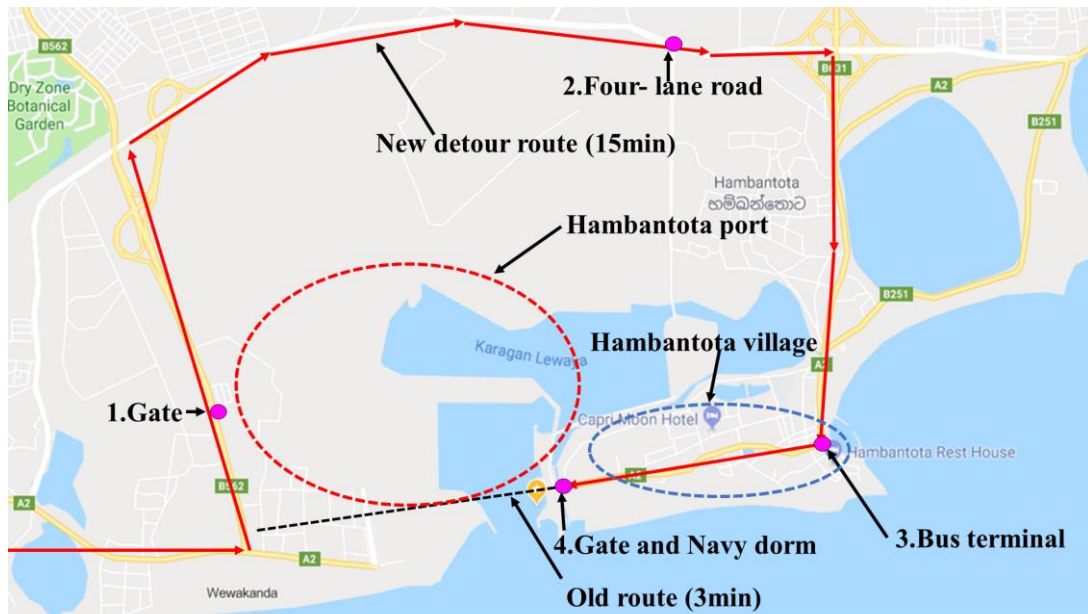 B562
Dry Zone
Botanical
Garden
2.Four- lane road
A2
B251
New detour route (15min)
Hambantota
හම්බන්තොට
Hambantota port
B251
Karagan Lewaya
Hambantota village
A2
1.Gate
Capri Moon Hotel
Hambantota Rest House
A2
B562
4.Gate and Navy dorm
3.Bus terminal
A2
Wewakanda
Old route (3min)